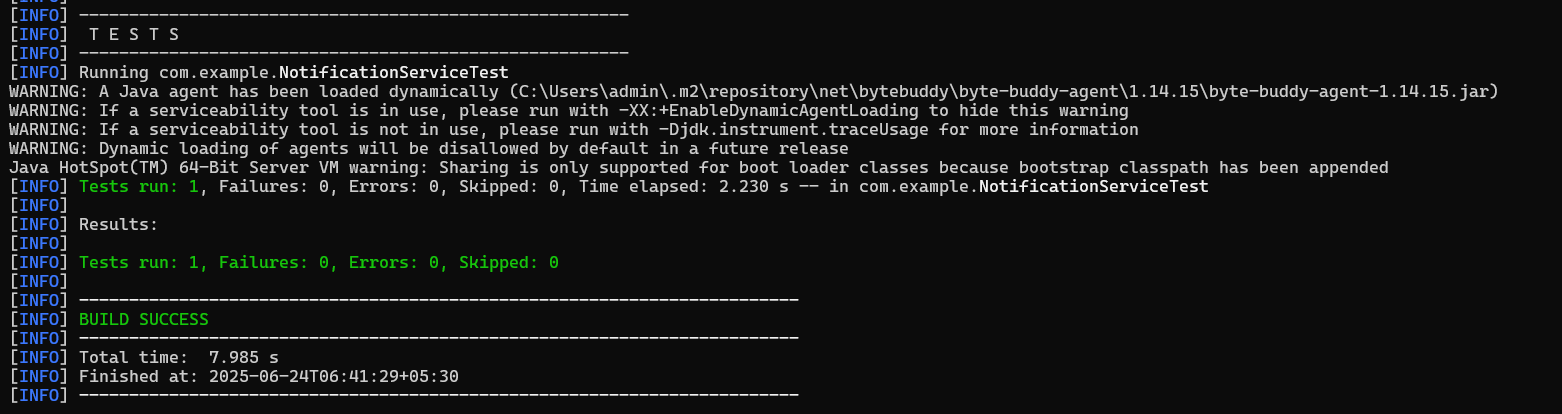 [INFO]
[INFO] -------------------------------------------------------
[INFO]  T E S T S
[INFO] -------------------------------------------------------
[INFO] Running com.example.NotificationServiceTest
WARNING: A Java agent has been loaded dynamically (C:\Users\admin\.m2\repository\net\bytebuddy\byte-buddy-agent\1.14.15\byte-buddy-agent-1.14.15.jar)
WARNING: If a serviceability tool is in use, please run with -XX:+EnableDynamicAgentLoading to hide this warning
WARNING: If a serviceability tool is not in use, please run with -Djdk.instrument.traceUsage for more information
WARNING: Dynamic loading of agents will be disallowed by default in a future release
Java HotSpot(TM) 64-Bit Server VM warning: Sharing is only supported for boot loader classes because bootstrap classpath has been appended
[INFO] Tests run: 1, Failures: 0, Errors: 0, Skipped: 0, Time elapsed: 2.230 s -- in com.example.NotificationServiceTest
[INFO]
[INFO] Results:
[INFO]
[INFO] Tests run: 1, Failures: 0, Errors: 0, Skipped: 0
[INFO]
[INFO] ------------------------------------------------------------------------
[INFO] BUILD SUCCESS
[INFO] ------------------------------------------------------------------------
[INFO] Total time:  7.985 s
[INFO] Finished at: 2025-06-24T06:41:29+05:30
[INFO] ------------------------------------------------------------------------